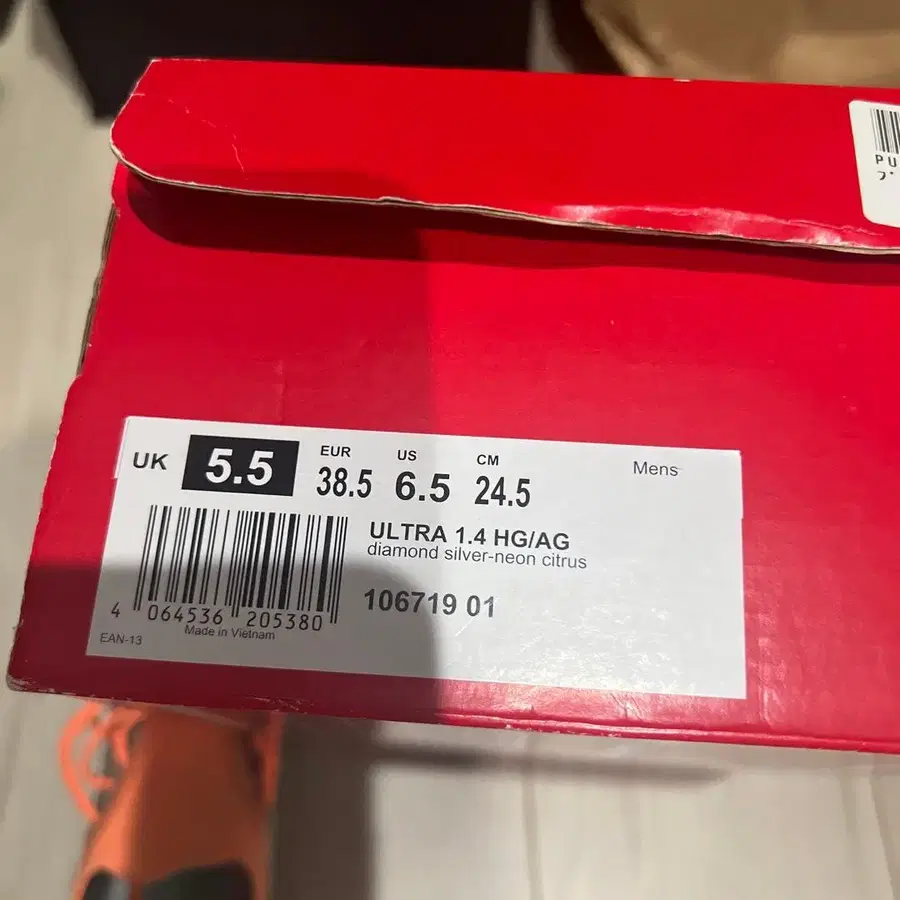 PU
プ
UK 5.5 EUR 38.5 US 6.5 CM 24.5 Mens
ULTRA 1.4 HG/AG
diamond silver-neon citrus
106719 01
4 064536 205380
Made in Vietnam
EAN-13